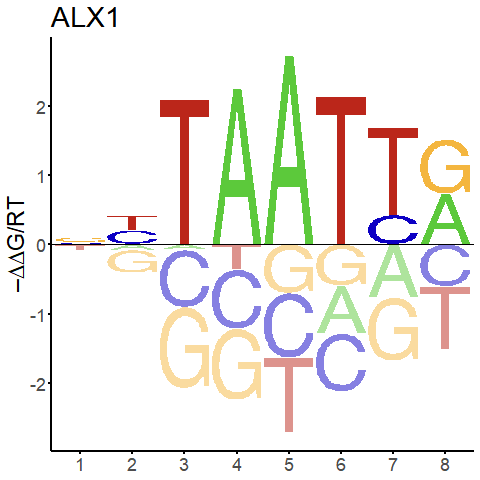 ALX1
−ΔΔG/RT
2
1
0
-1
-2
T T T A A T T G
C C A
G C C G G A C
G G C A G T
T C
1 2 3 4 5 6 7 8